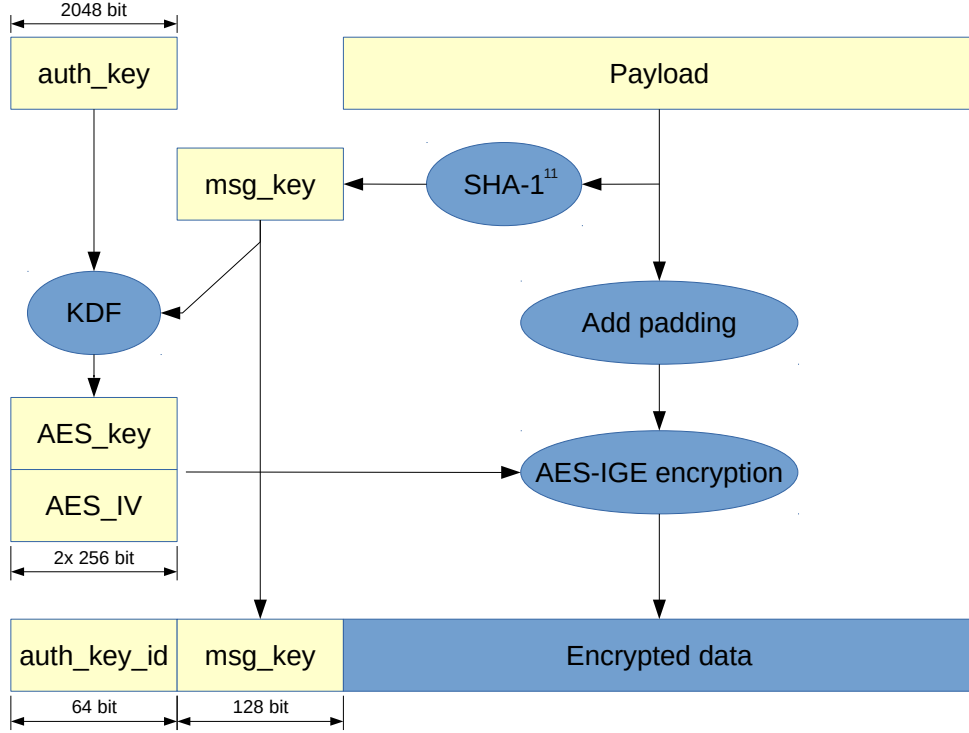 2048 bit
auth_key
Payload
msg_key
SHA-1 11
KDF
Add padding
AES_key
AES-IGE encryption
AES_IV
2x 256 bit
auth_key_id
msg_key
Encrypted data
64 bit
128 bit